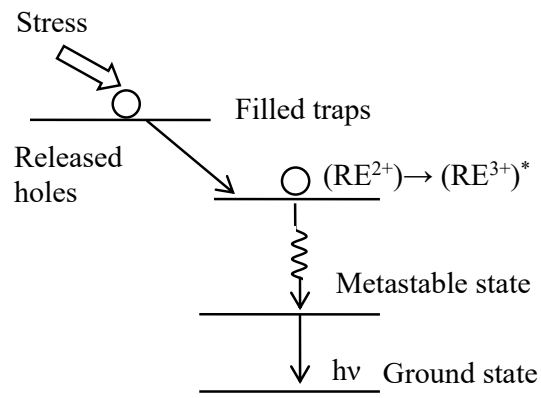 Stress
Filled traps
Released
holes
(RE²⁺)→ (RE³⁺)*
Metastable state
hν Ground state